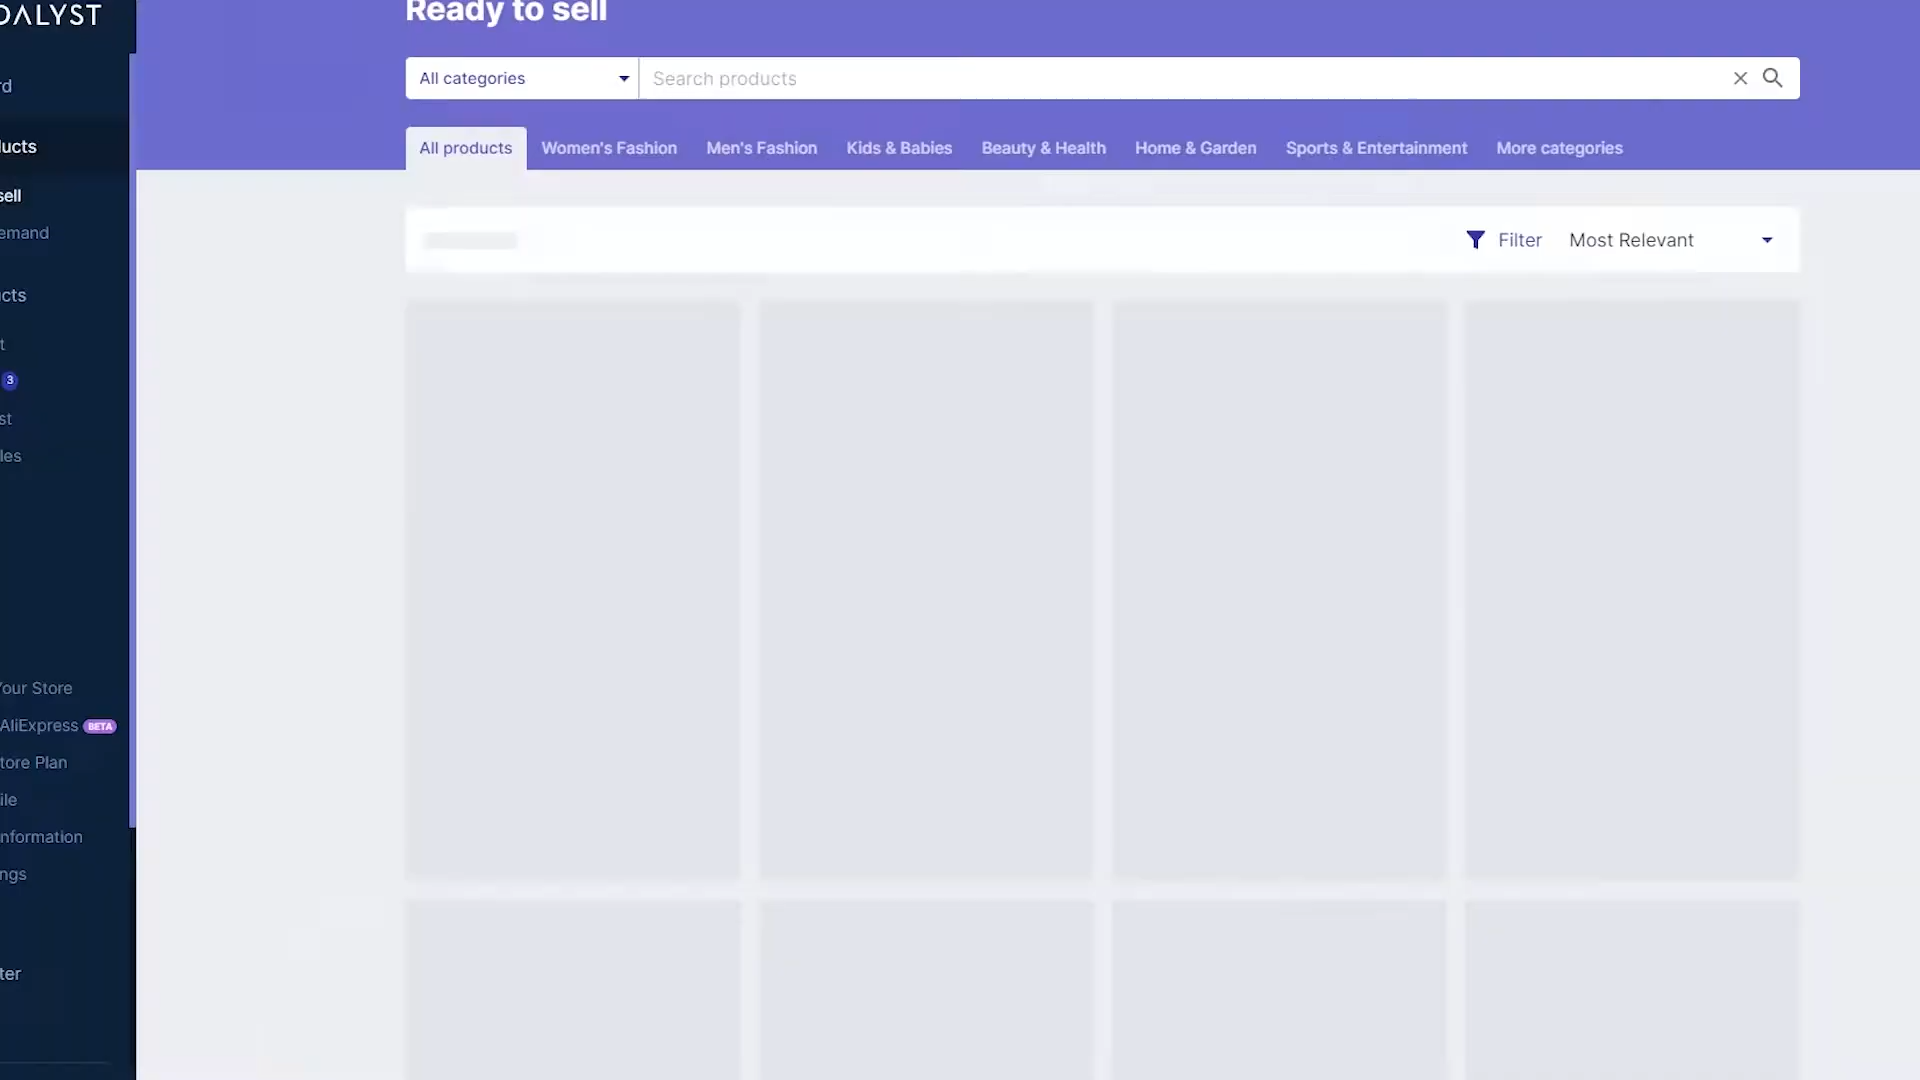 DALYST
rd
ucts
sell
emand
cts
t
3
st
les
Your Store
AliExpress BETA
tore Plan
ile
nformation
ngs
ter
Ready to sell
All categories
Search products
All products Women's Fashion Men's Fashion Kids & Babies Beauty & Health Home & Garden Sports & Entertainment More categories
Filter Most Relevant